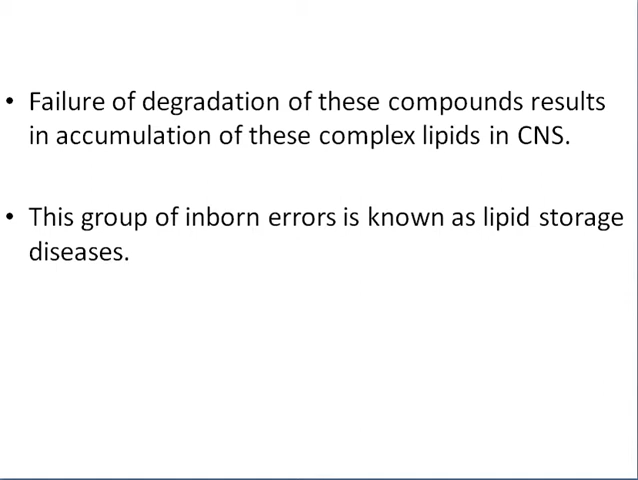 • Failure of degradation of these compounds results
in accumulation of these complex lipids in CNS.
• This group of inborn errors is known as lipid storage
diseases.